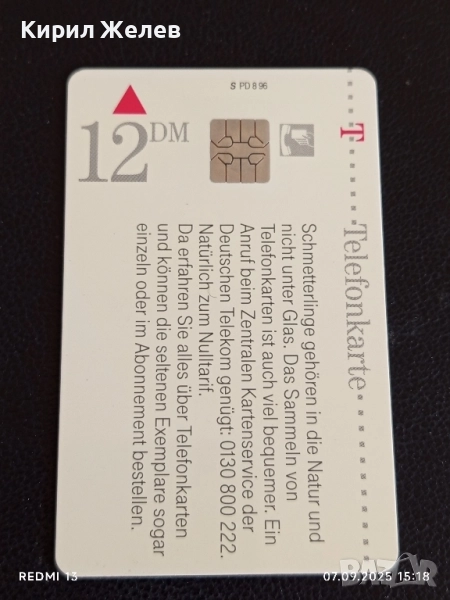 Кирил Желев
S PD 8 96
12 DM
T Telefonkarte
Schmetterlinge gehören in die Natur und
nicht unter Glas. Das Sammeln von
Telefonkarten ist auch viel bequemer. Ein
Anruf beim Zentralen Kartenservice der
Deutschen Telekom genügt: 0130 800 222.
Natürlich zum Nulltarif.
Da erfahren Sie alles über Telefonkarten
und können die seltenen Exemplare sogar
einzeln oder im Abonnement bestellen.
REDMI 13
07.09.2025 15:18
BAZAR